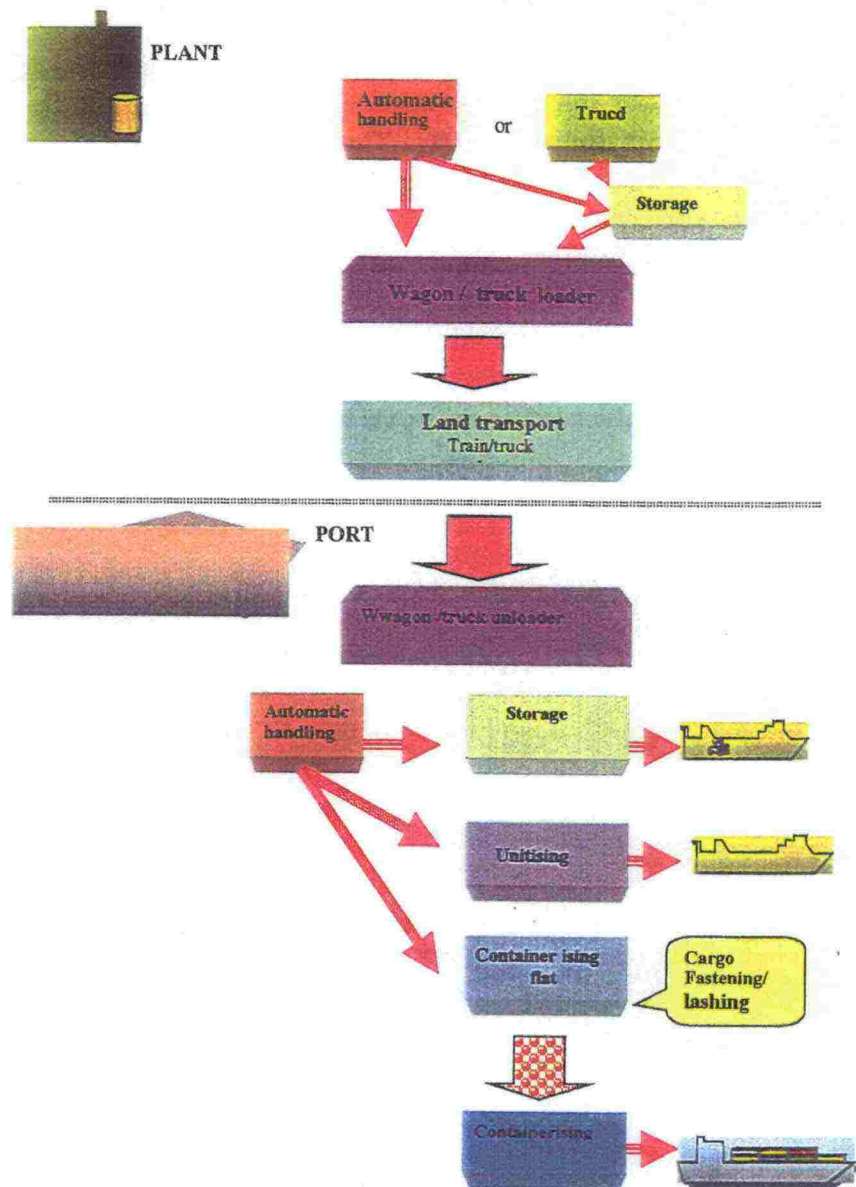 PLANT
Automatic
handling
or
Trucd
Storage
Wagon / truck loader
Land transport
Train/truck
PORT
Wwagon /truck unloader
Automatic
handling
Storage
Unitising
Container ising
flat
Cargo
Fastening/
lashing
Containerising